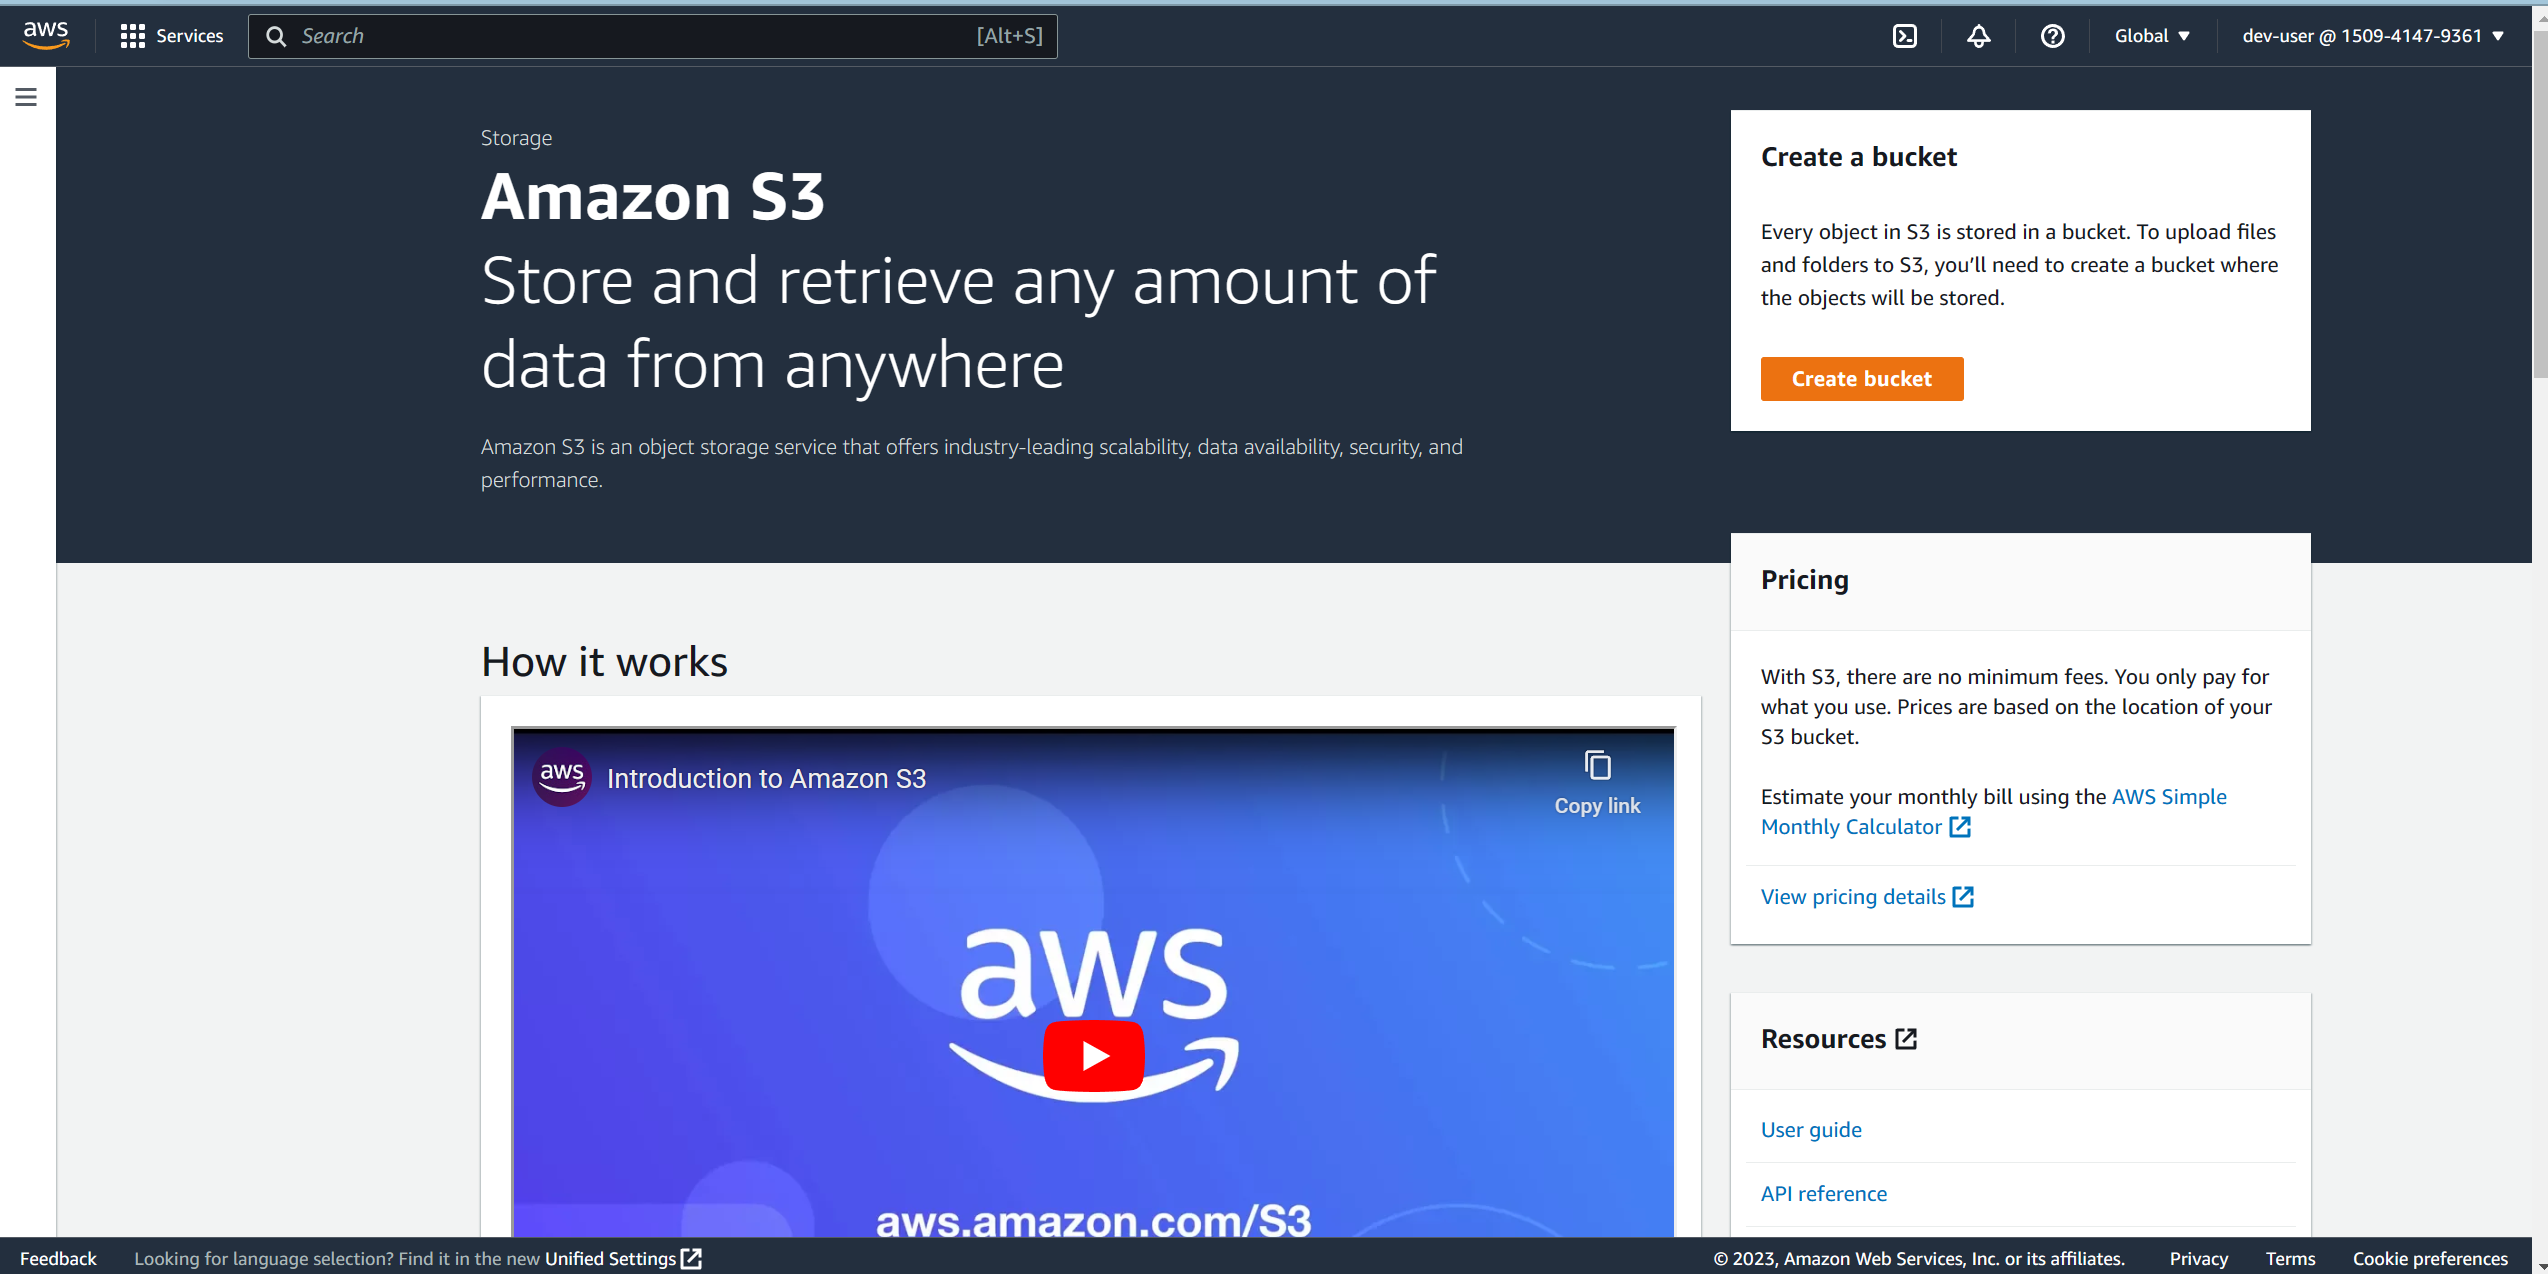 aws
Services
Search
[Alt+S]
Global
dev-user @ 1509-4147-9361
Storage
Amazon S3
Store and retrieve any amount of
data from anywhere
Amazon S3 is an object storage service that offers industry-leading scalability, data availability, security, and
performance.
Create a bucket
Every object in S3 is stored in a bucket. To upload files
and folders to S3, you’ll need to create a bucket where
the objects will be stored.
Create bucket
How it works
aws
Introduction to Amazon S3
Copy link
aws
aws.amazon.com/S3
Pricing
With S3, there are no minimum fees. You only pay for
what you use. Prices are based on the location of your
S3 bucket.
Estimate your monthly bill using the AWS Simple
Monthly Calculator
View pricing details
Resources
User guide
API reference
Feedback
Looking for language selection? Find it in the new Unified Settings
© 2023, Amazon Web Services, Inc. or its affiliates.
Privacy
Terms
Cookie preferences